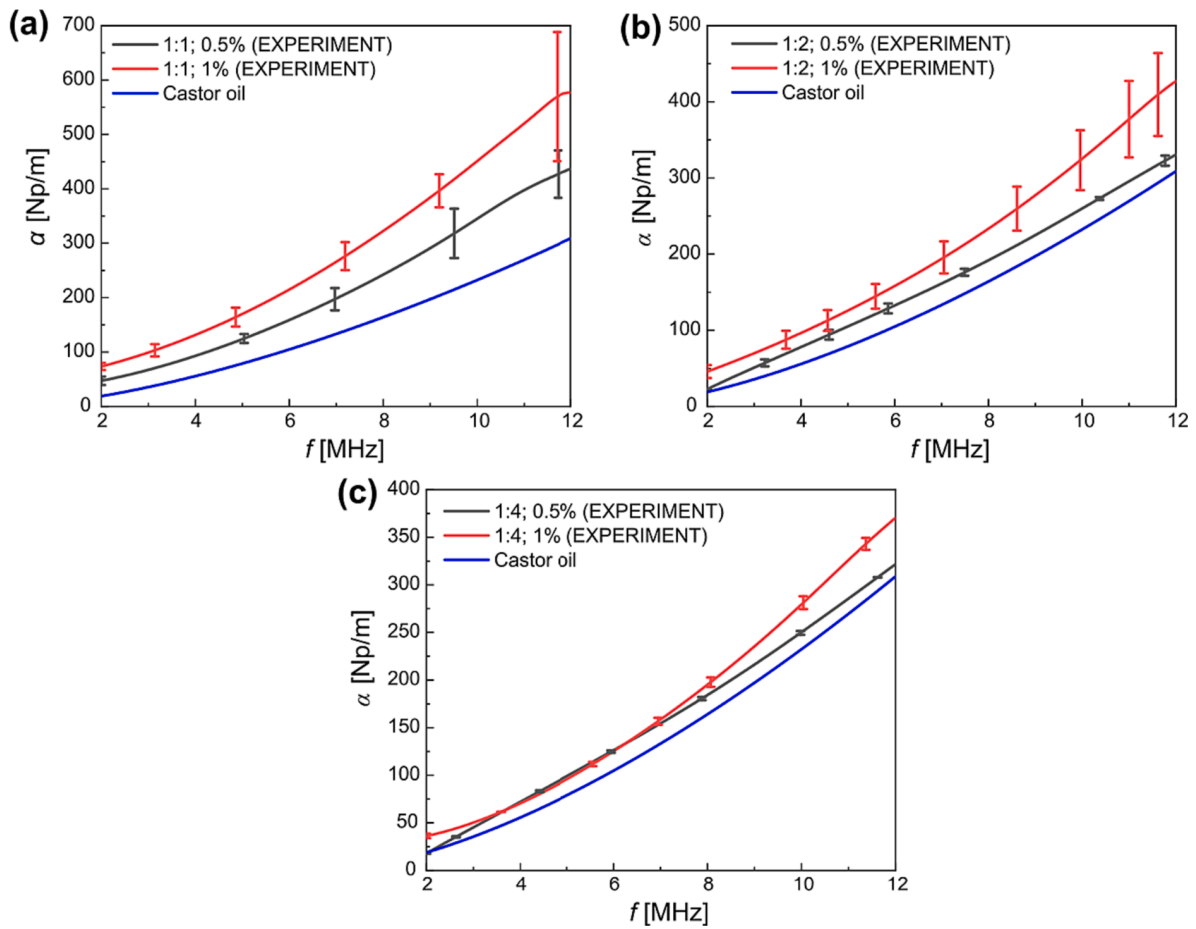 (a)
700
600
500
400
300
200
100
0
α [Np/m]
1:1; 0.5% (EXPERIMENT)
1:1; 1% (EXPERIMENT)
Castor oil
2 4 6 8 10 12
f [MHz]
(b)
500
400
300
200
100
0
α [Np/m]
1:2; 0.5% (EXPERIMENT)
1:2; 1% (EXPERIMENT)
Castor oil
2 4 6 8 10 12
f [MHz]
(c)
400
350
300
250
200
150
100
50
0
α [Np/m]
1:4; 0.5% (EXPERIMENT)
1:4; 1% (EXPERIMENT)
Castor oil
2 4 6 8 10 12
f [MHz]